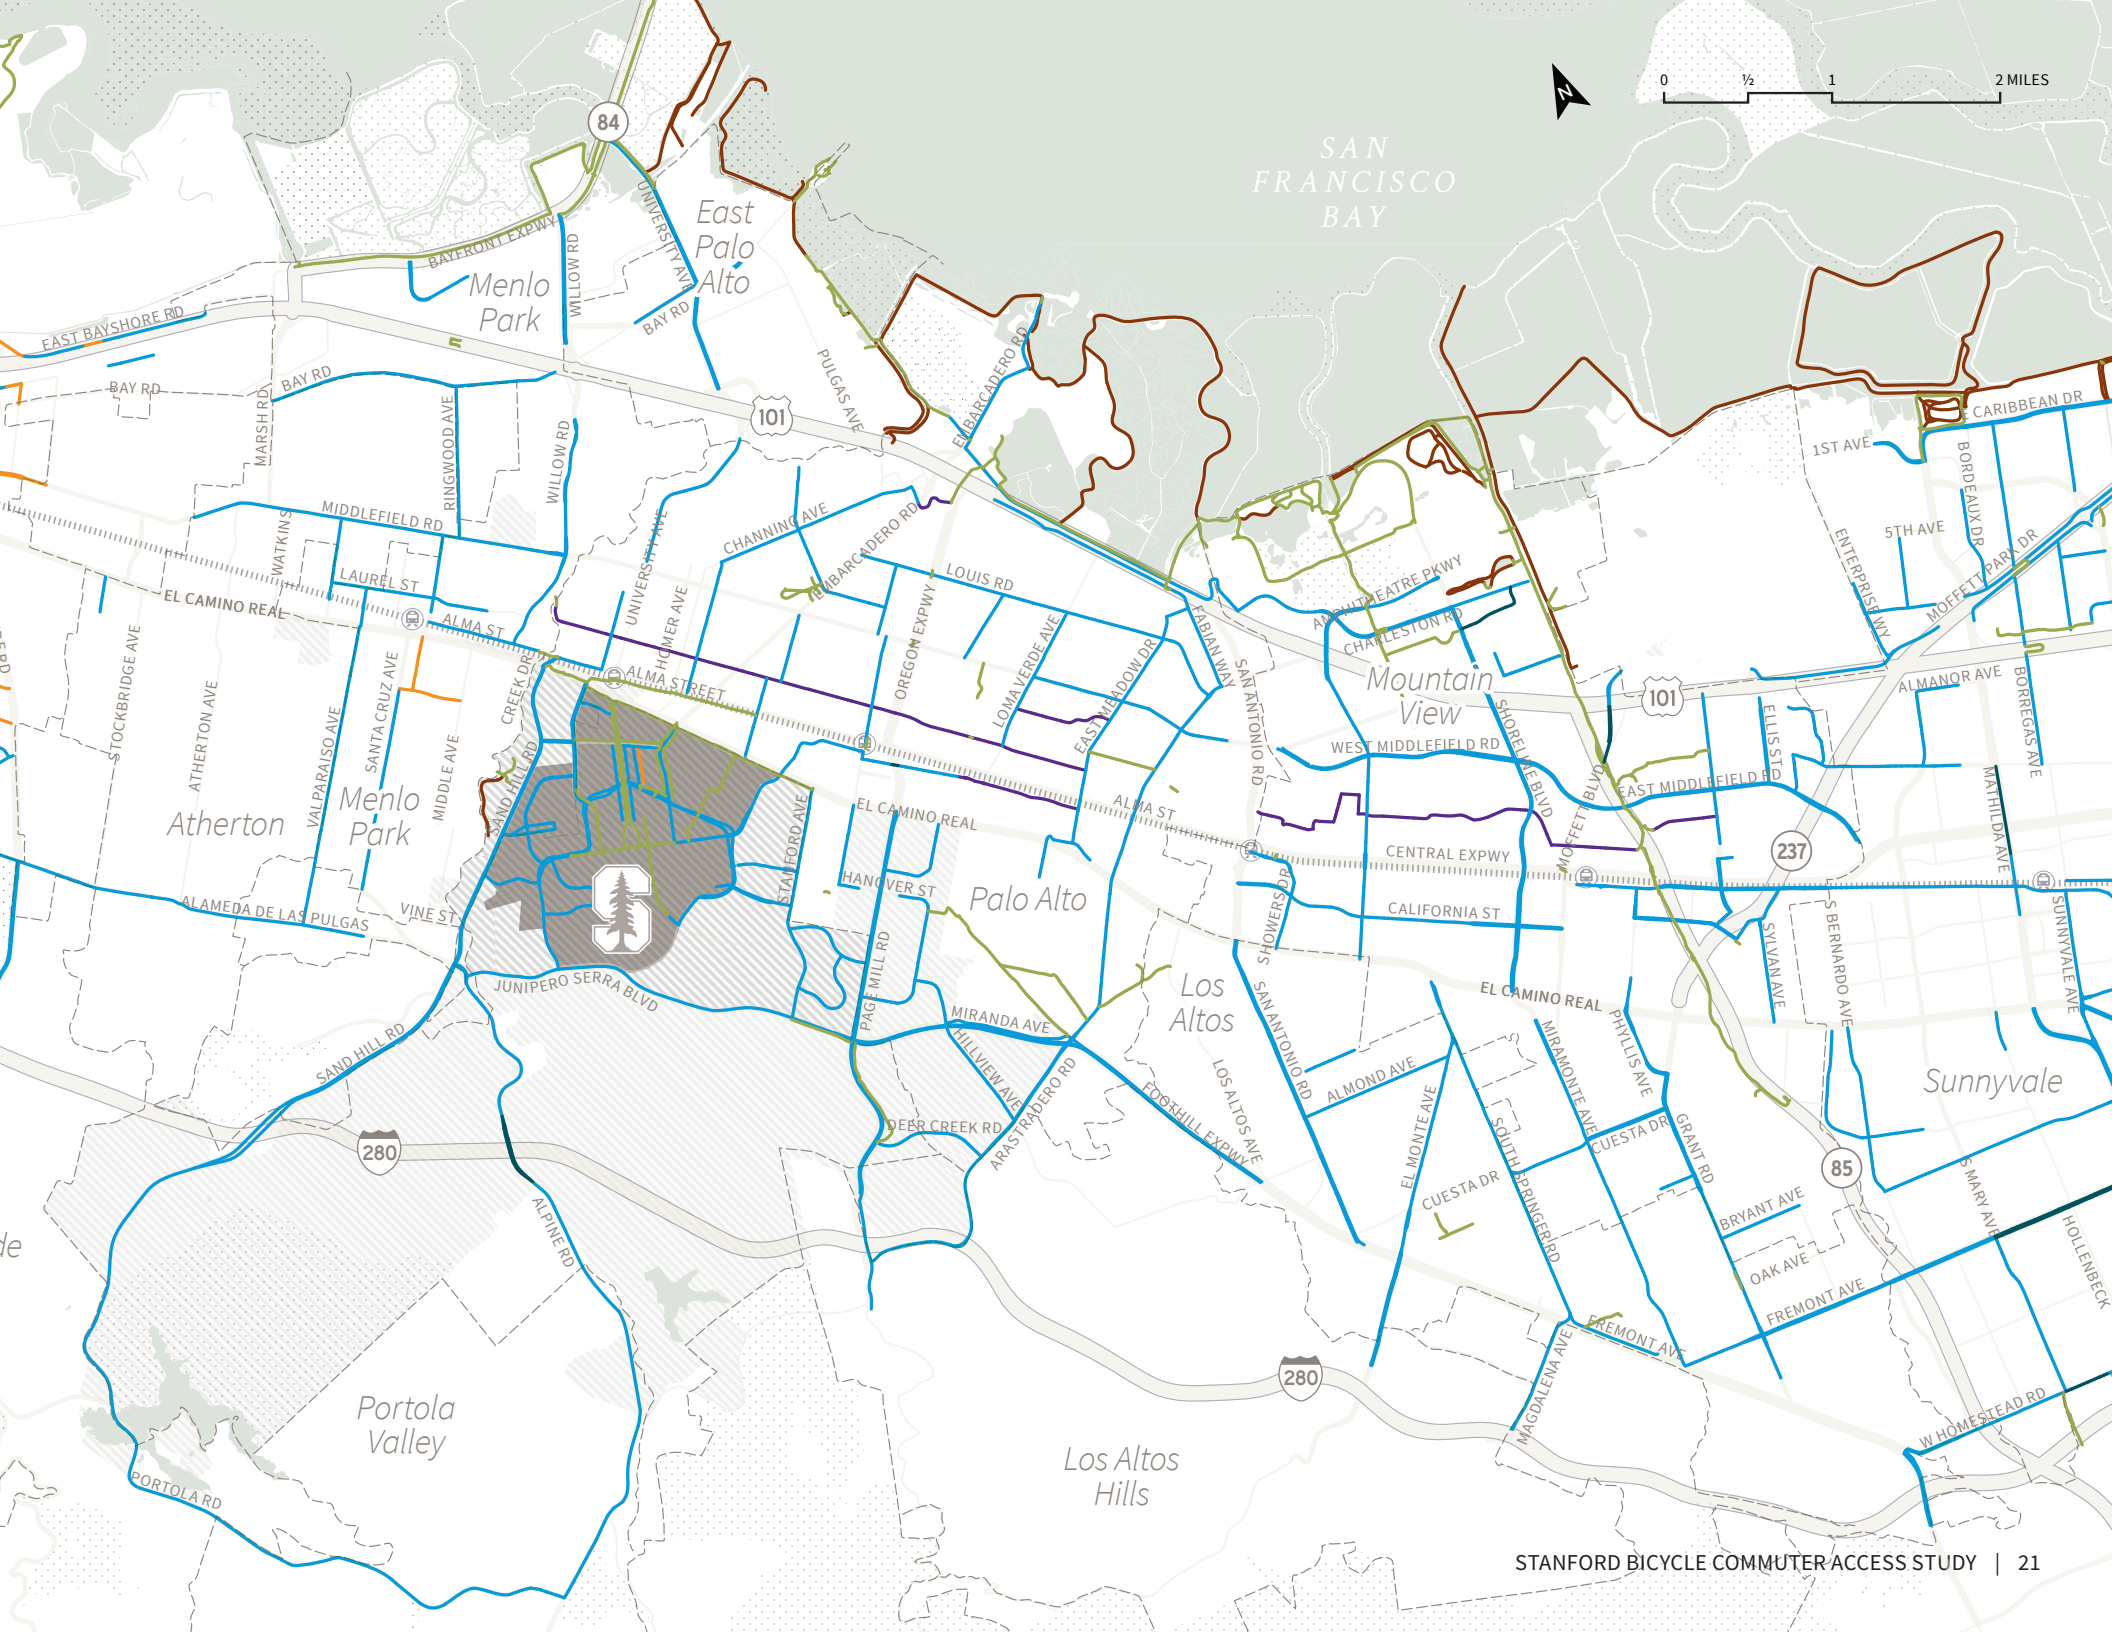 0 ½ 1 2 MILES
N
SAN
FRANCISCO
BAY
84
East
Palo
Alto
UNIVERSITY AVE
BAYFRONT EXPWY
WILLOW RD
Menlo
Park
BAY RD
EAST BAYSHORE RD
BAY RD
BAY RD
MARSH RD
RINGWOOD AVE
WILLOW RD
101
PULGAS AVE
EMBARCADERO RD
CARIBBEAN DR
1ST AVE
BORDEAUX DR
5TH AVE
ENTERPRISE WY
MOFFETT PARK DR
MIDDLEFIELD RD
WATKINS
LAUREL ST
EL CAMINO REAL
ALMA ST
UNIVERSITY AVE
CHANNING AVE
EMBARCADERO RD
LOUIS RD
HOMER AVE
OREGON EXPWY
LOMA VERDE AVE
EAST MEADOW DR
FABIAN WAY
SAN ANTONIO RD
AMPHITHEATRE PKWY
CHARLESTON RD
Mountain
View
101
ALMANOR AVE
BORREGAS AVE
ELLIS ST
STOCKBRIDGE AVE
ATHERTON AVE
VALPARAISO AVE
SANTA CRUZ AVE
MIDDLE AVE
CREEK DR
ALMA STREET
SAND HILL RD
Atherton
Menlo
Park
WEST MIDDLEFIELD RD
SHORELINE BLVD
MOFFETT BLVD
EAST MIDDLEFIELD RD
MATHILDA AVE
237
STANFORD AVE
EL CAMINO REAL
ALMA ST
CENTRAL EXPWY
HANOVER ST
Palo Alto
SHOWERS DR
CALIFORNIA ST
ALAMEDA DE LAS PULGAS
VINE ST
S
JUNIPERO SERRA BLVD
PAGE MILL RD
MIRANDA AVE
Los
Altos
SAN ANTONIO RD
EL CAMINO REAL
SYLVAN AVE
S BERNARDO AVE
SUNNYVALE AVE
SAND HILL RD
HILLVIEW AVE
ARASTRADERO RD
FOOTHILL EXPWY
LOS ALTOS AVE
ALMOND AVE
MIRAMONTE AVE
PHYLLIS AVE
Sunnyvale
280
DEER CREEK RD
EL MONTE AVE
SOUTH SPRINGER RD
CUESTA DR
GRANT RD
85
CUESTA DR
BRYANT AVE
S MARY AVE
ALPINE RD
OAK AVE
HOLLENBECK
FREMONT AVE
FREMONT AVE
280
MAGDALENA AVE
W HOMESTEAD RD
Portola
Valley
Los Altos
Hills
PORTOLA RD
STANFORD BICYCLE COMMUTER ACCESS STUDY | 21